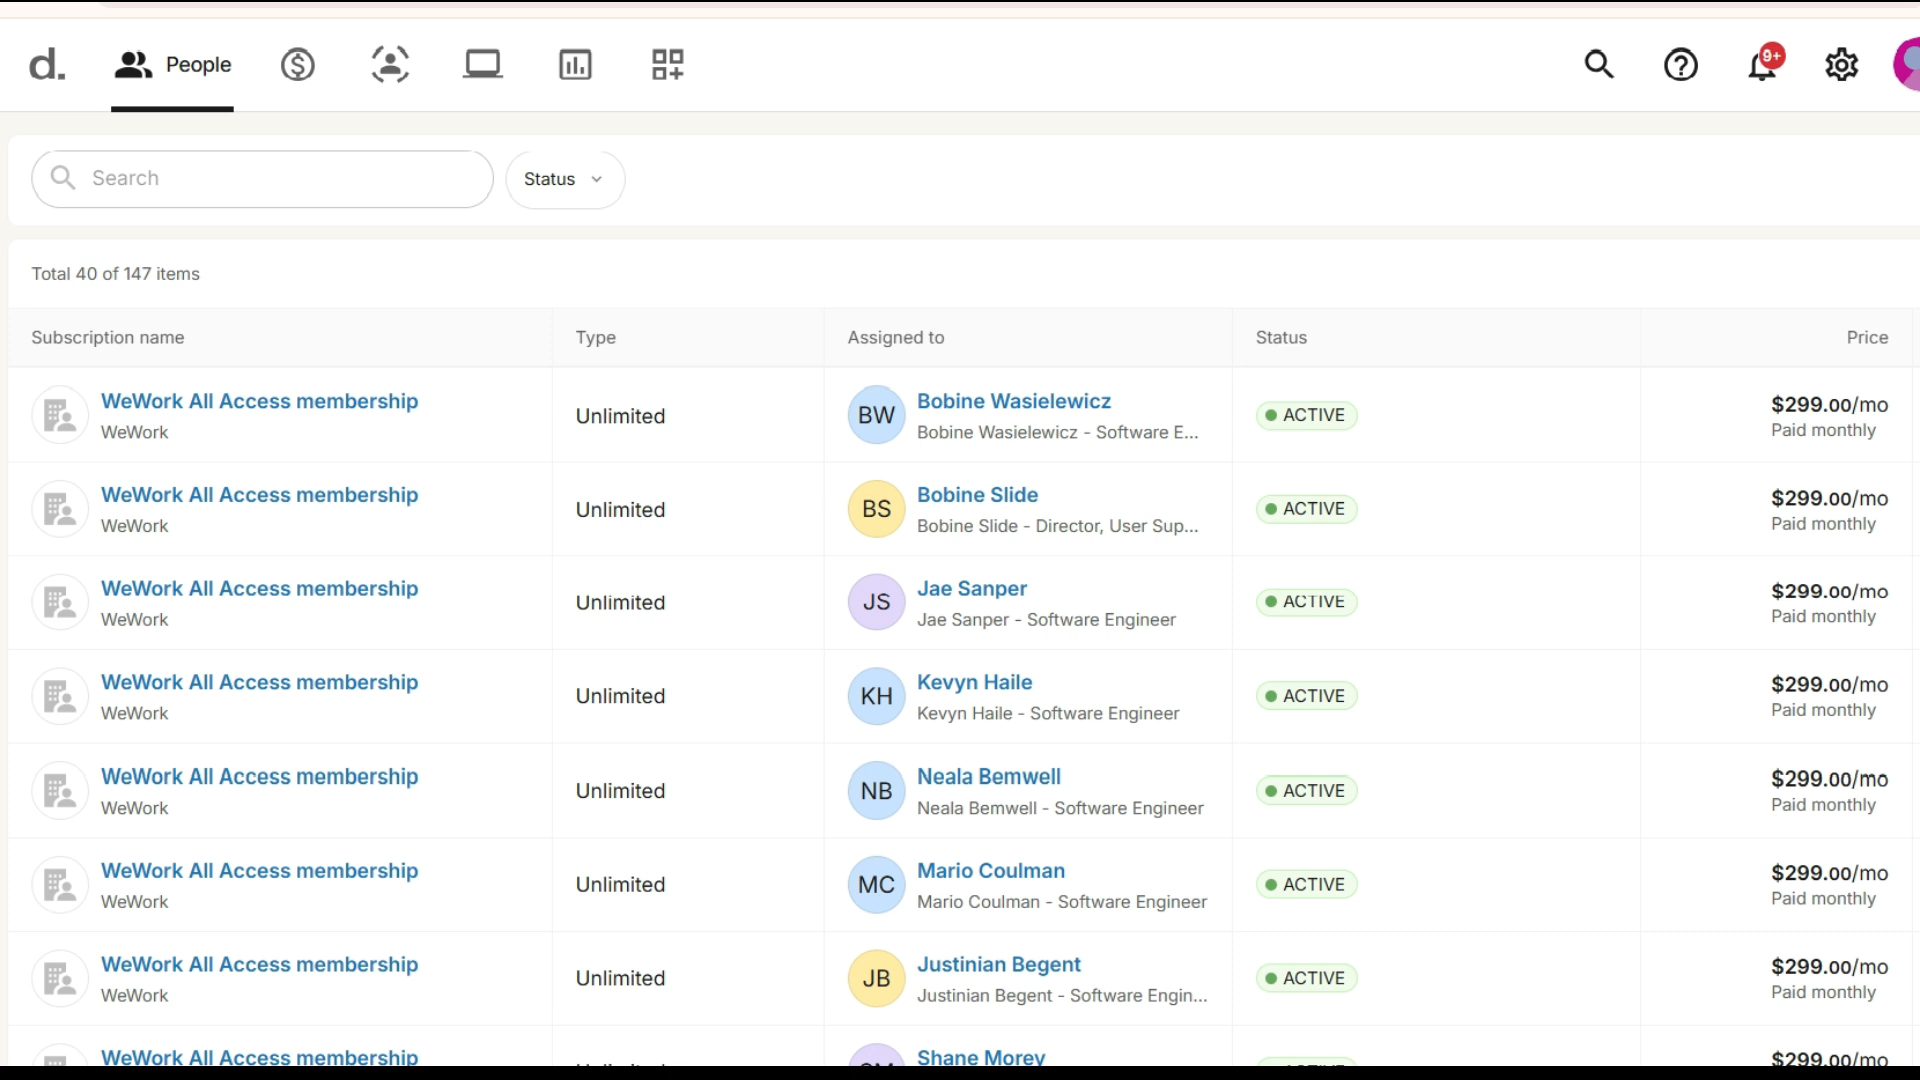 d. People 9+
Search Status
Total 40 of 147 items
Subscription name Type Assigned to Status Price
WeWork All Access membership
WeWork
Unlimited
BW
Bobine Wasielewicz
Bobine Wasielewicz - Software E...
ACTIVE
$299.00/mo
Paid monthly
WeWork All Access membership
WeWork
Unlimited
BS
Bobine Slide
Bobine Slide - Director, User Sup...
ACTIVE
$299.00/mo
Paid monthly
WeWork All Access membership
WeWork
Unlimited
JS
Jae Sanper
Jae Sanper - Software Engineer
ACTIVE
$299.00/mo
Paid monthly
WeWork All Access membership
WeWork
Unlimited
KH
Kevyn Haile
Kevyn Haile - Software Engineer
ACTIVE
$299.00/mo
Paid monthly
WeWork All Access membership
WeWork
Unlimited
NB
Neala Bemwell
Neala Bemwell - Software Engineer
ACTIVE
$299.00/mo
Paid monthly
WeWork All Access membership
WeWork
Unlimited
MC
Mario Coulman
Mario Coulman - Software Engineer
ACTIVE
$299.00/mo
Paid monthly
WeWork All Access membership
WeWork
Unlimited
JB
Justinian Begent
Justinian Begent - Software Engin...
ACTIVE
$299.00/mo
Paid monthly
WeWork All Access membership
Shane Morey
$299.00/mo